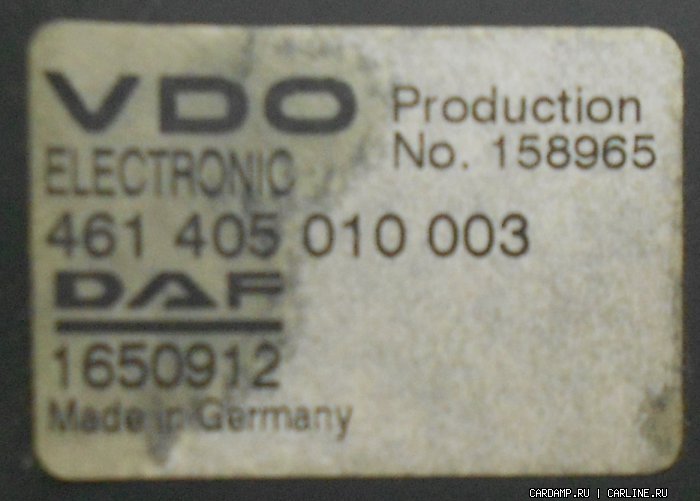 VDO
ELECTRONIC
Production
No. 158965
461 405 010 003
DAF
1650912
Made in Germany
CARDAMP.RU | CARLINE.RU